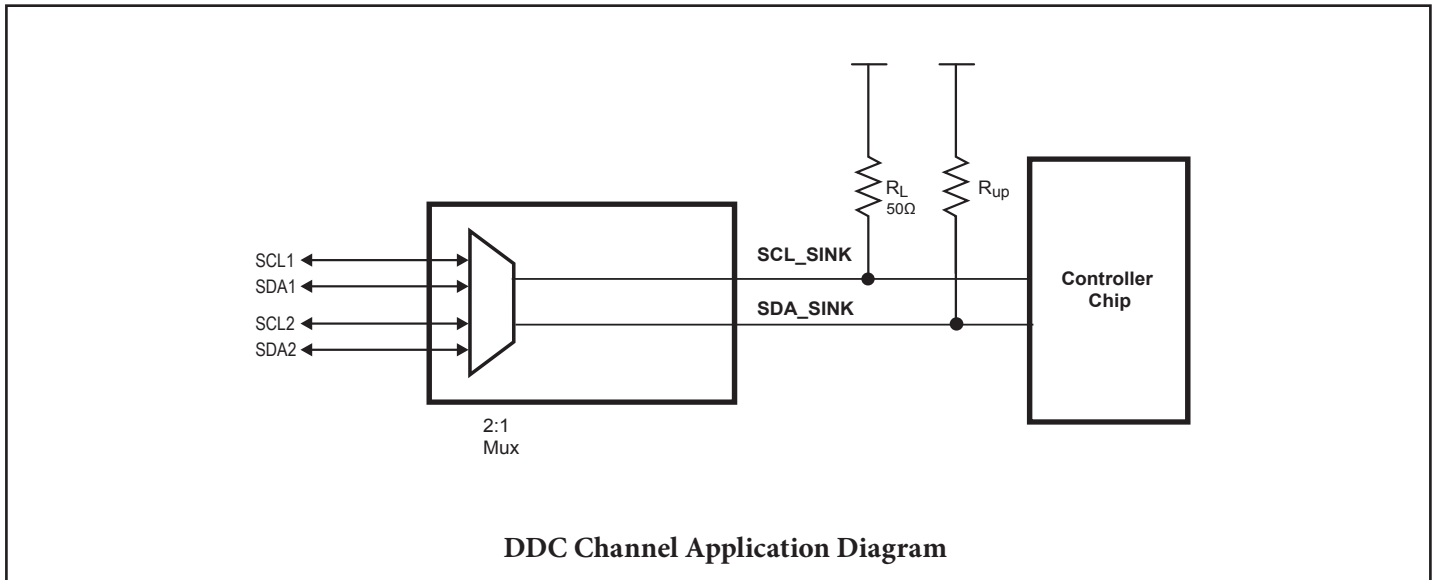 R_L
50Ω
R_up
SCL_SINK
SDA_SINK
Controller
Chip
SCL1
SDA1
SCL2
SDA2
2:1
Mux
DDC Channel Application Diagram